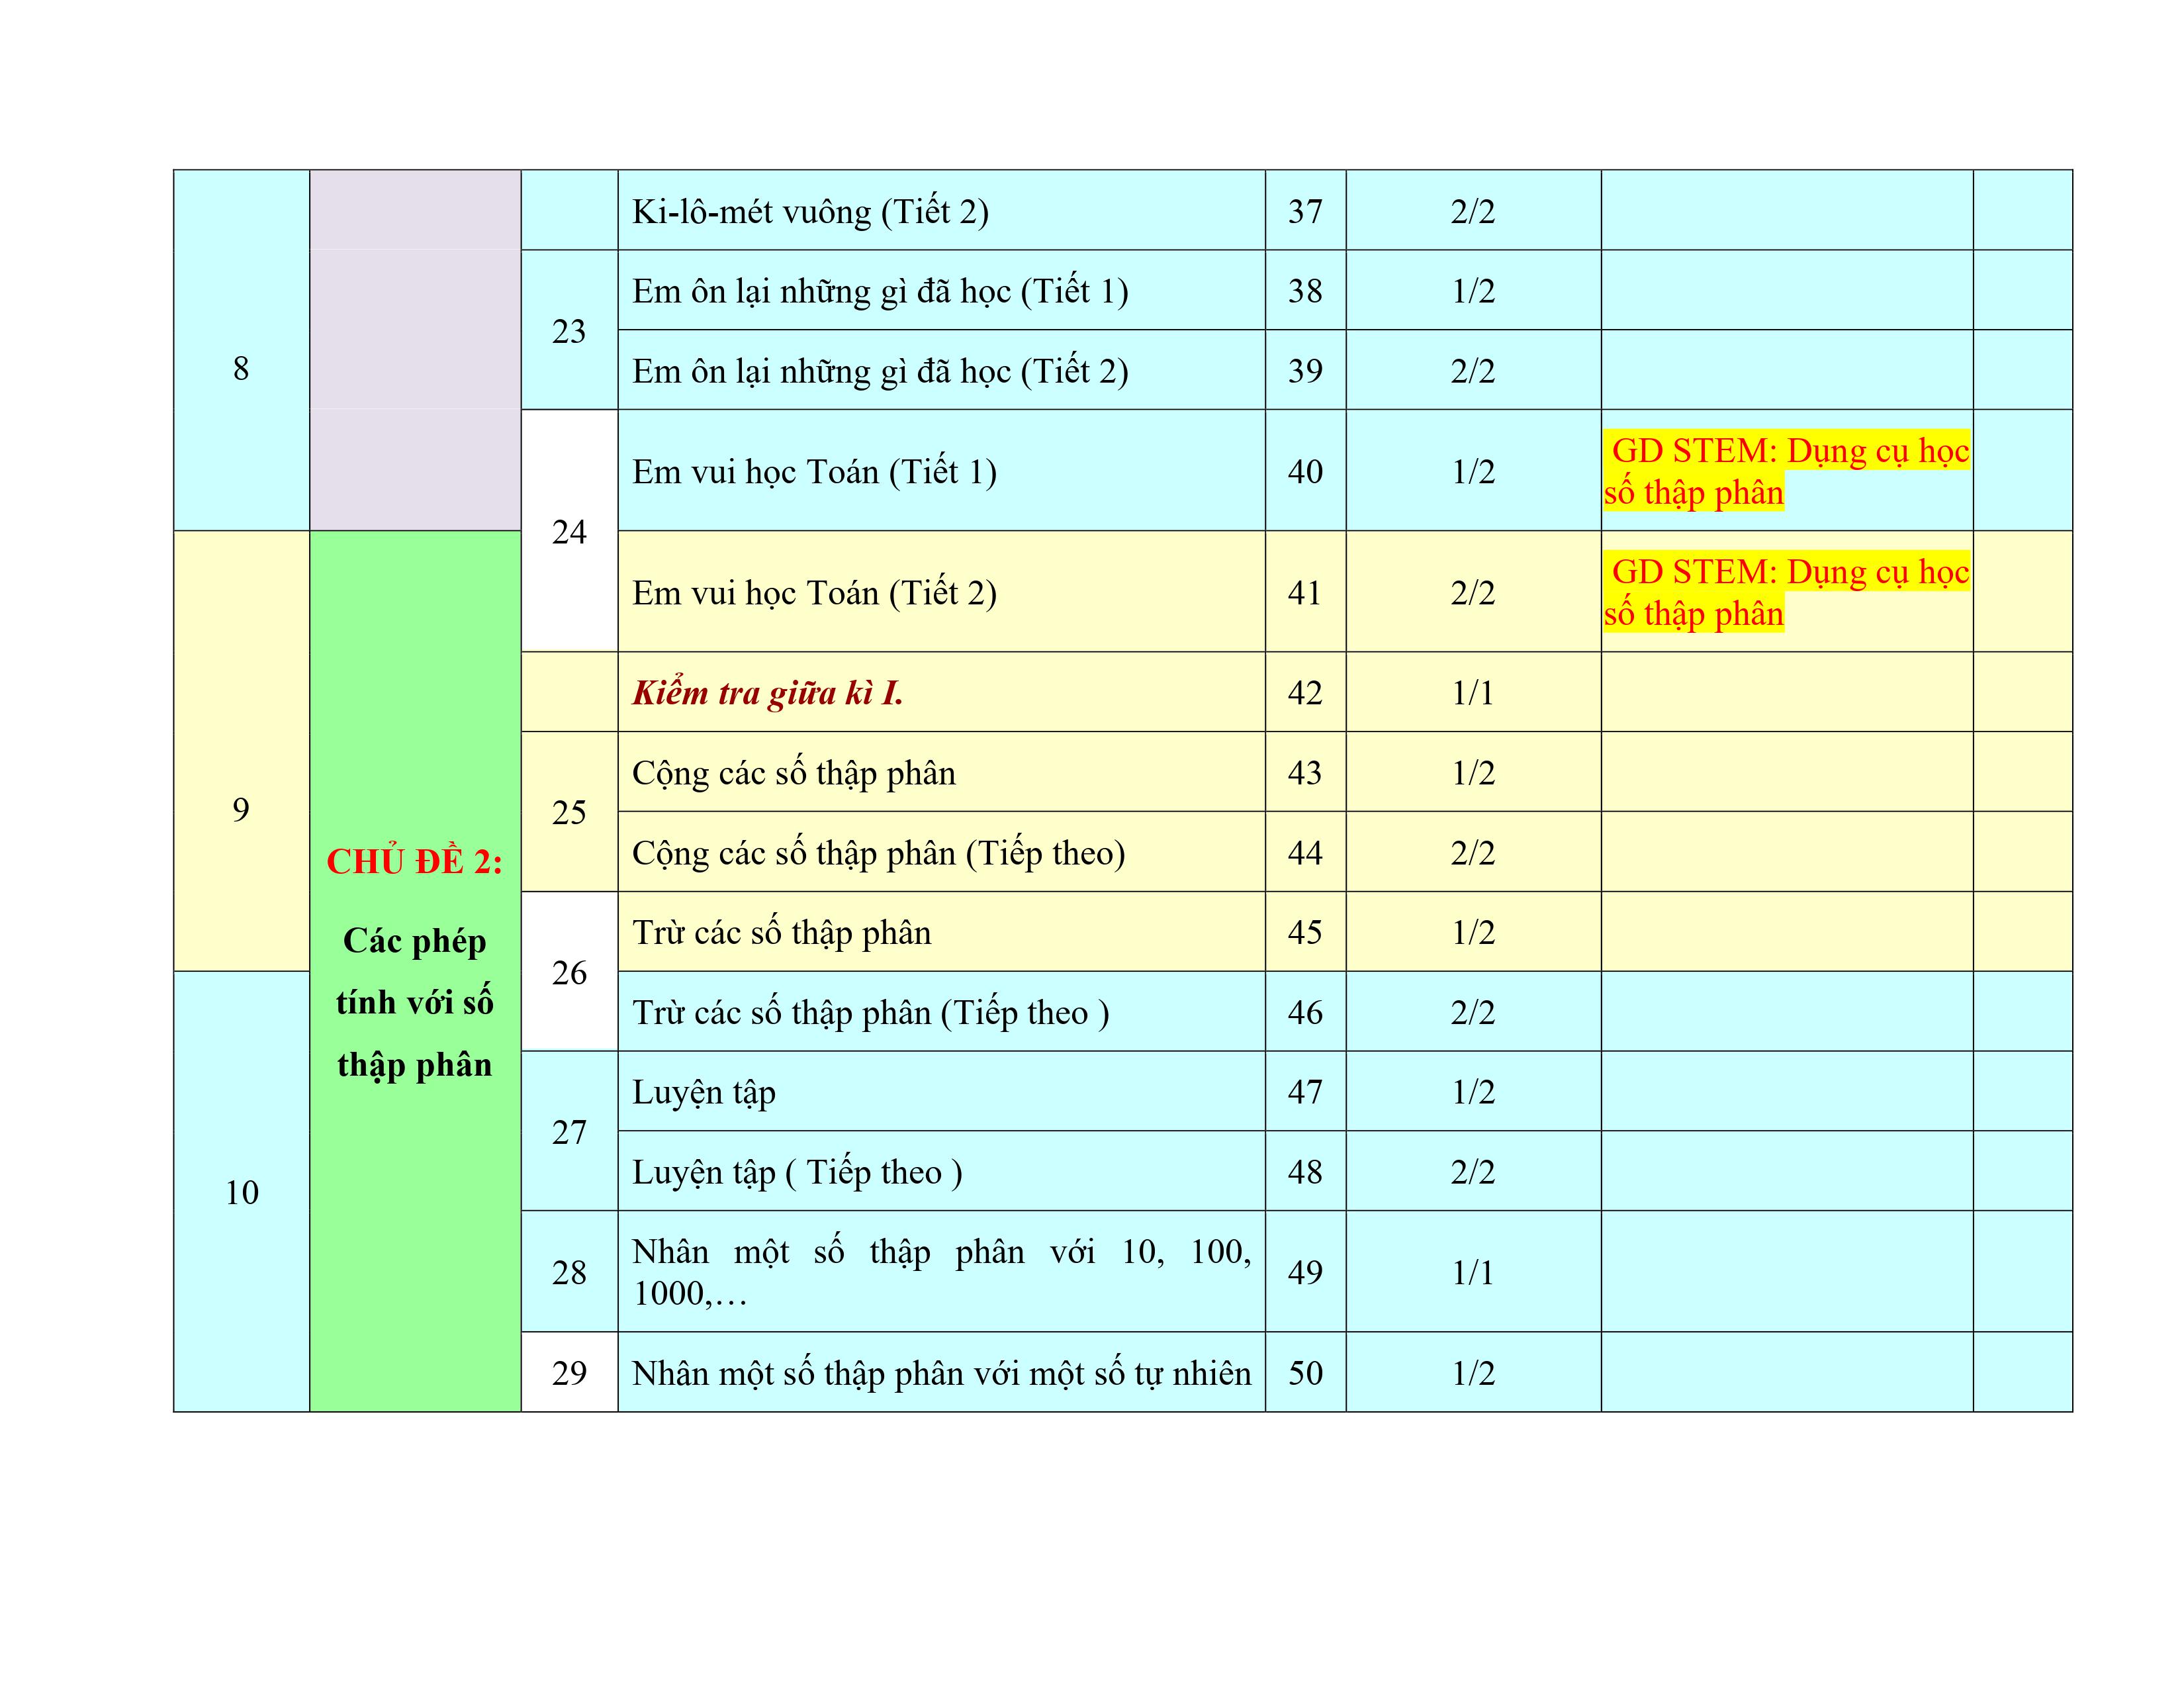 8
Ki-lô-mét vuông (Tiết 2) 37 2/2
23
Em ôn lại những gì đã học (Tiết 1) 38 1/2
Em ôn lại những gì đã học (Tiết 2) 39 2/2
24
Em vui học Toán (Tiết 1) 40 1/2
GD STEM: Dụng cụ học
số thập phân
9
CHỦ ĐỀ 2:
Các phép
tính với số
thập phân
Em vui học Toán (Tiết 2) 41 2/2
GD STEM: Dụng cụ học
số thập phân
Kiểm tra giữa kì I. 42 1/1
25
Cộng các số thập phân 43 1/2
Cộng các số thập phân (Tiếp theo) 44 2/2
26
Trừ các số thập phân 45 1/2
10
Trừ các số thập phân (Tiếp theo ) 46 2/2
27
Luyện tập 47 1/2
Luyện tập ( Tiếp theo ) 48 2/2
28
Nhân một số thập phân với 10, 100,
1000,… 49 1/1
29
Nhân một số thập phân với một số tự nhiên 50 1/2